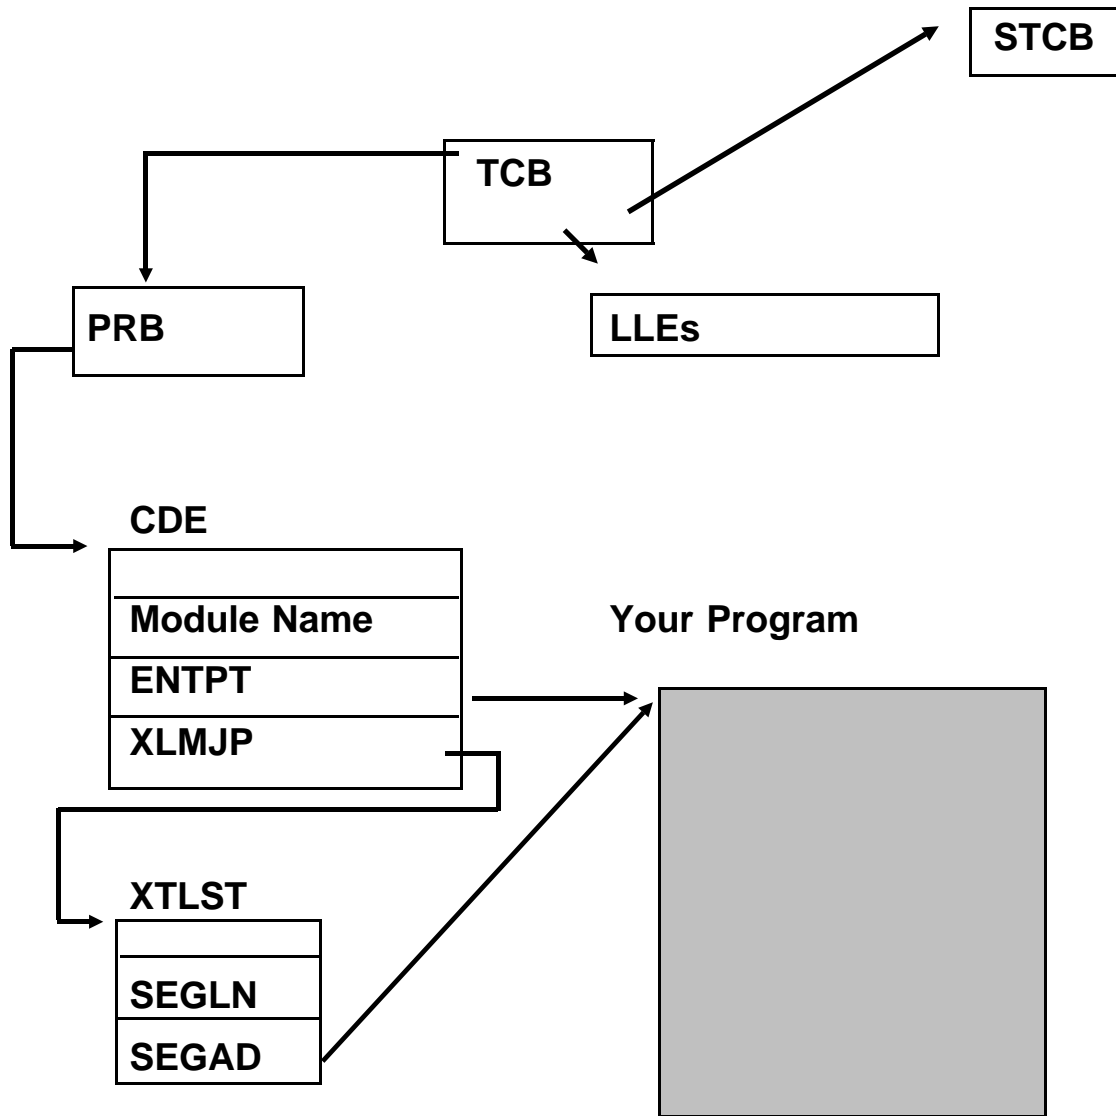 STCB
TCB
PRB
LLEs
CDE
Module Name
Your Program
ENTPT
XLMJP
XTLST
SEGLN
SEGAD